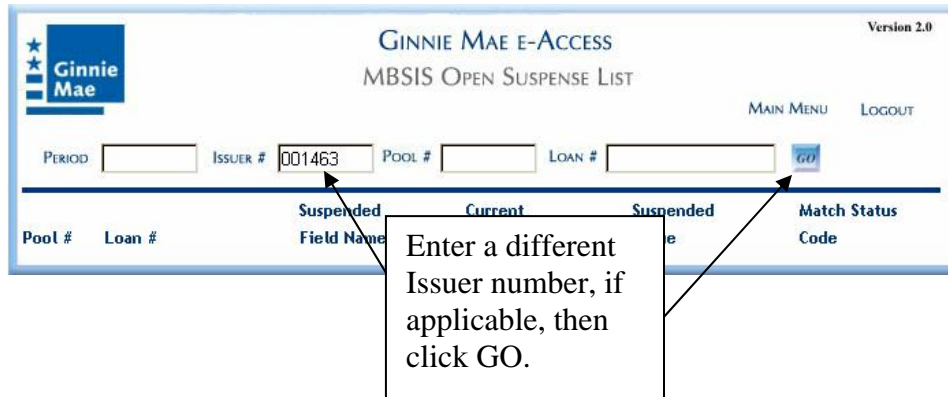 GINNIE MAE E-ACCESS
Version 2.0
Ginnie
Mae
MBSIS OPEN SUSPENSE LIST
MAIN MENU LOGOUT
PERIOD ISSUER # 001463 POOL # LOAN # GO
Suspended Current Suspended Match Status
Pool # Loan # Field Name Code
Enter a different
Issuer number, if
applicable, then
click GO.